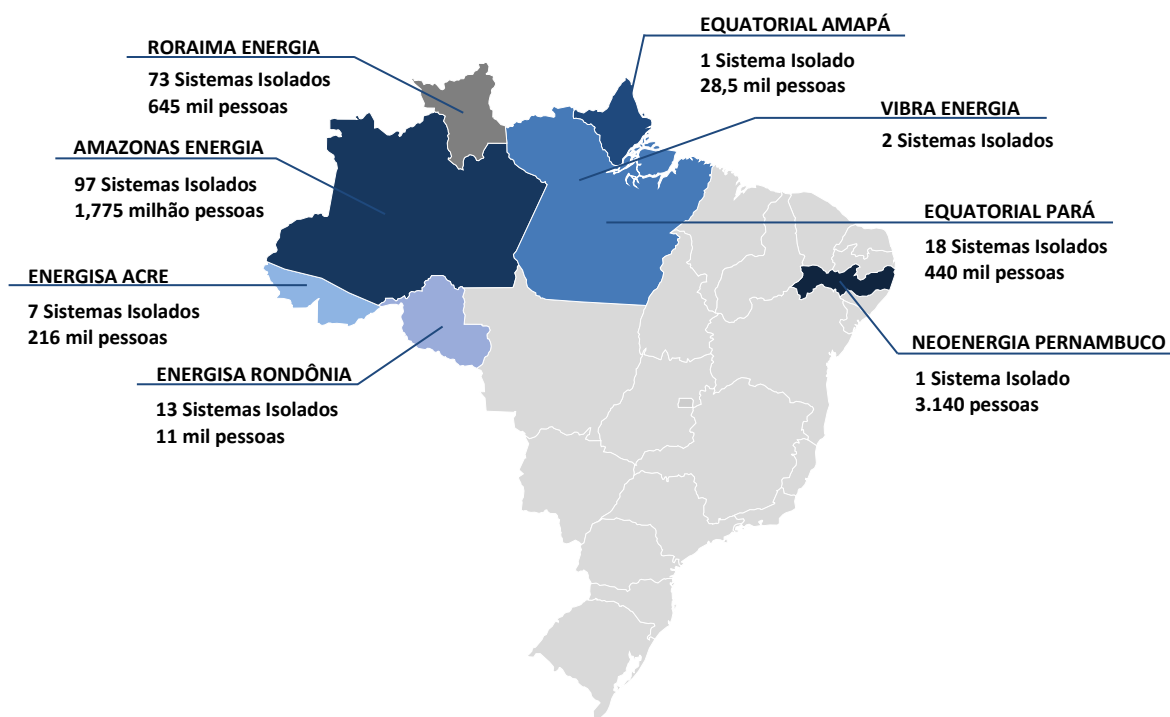 EQUATORIAL AMAPÁ
1 Sistema Isolado
28,5 mil pessoas
RORAIMA ENERGIA
73 Sistemas Isolados
645 mil pessoas
VIBRA ENERGIA
2 Sistemas Isolados
AMAZONAS ENERGIA
97 Sistemas Isolados
1,775 milhão pessoas
EQUATORIAL PARÁ
18 Sistemas Isolados
440 mil pessoas
ENERGISA ACRE
7 Sistemas Isolados
216 mil pessoas
NEOENERGIA PERNAMBUCO
1 Sistema Isolado
3.140 pessoas
ENERGISA RONDÔNIA
13 Sistemas Isolados
11 mil pessoas